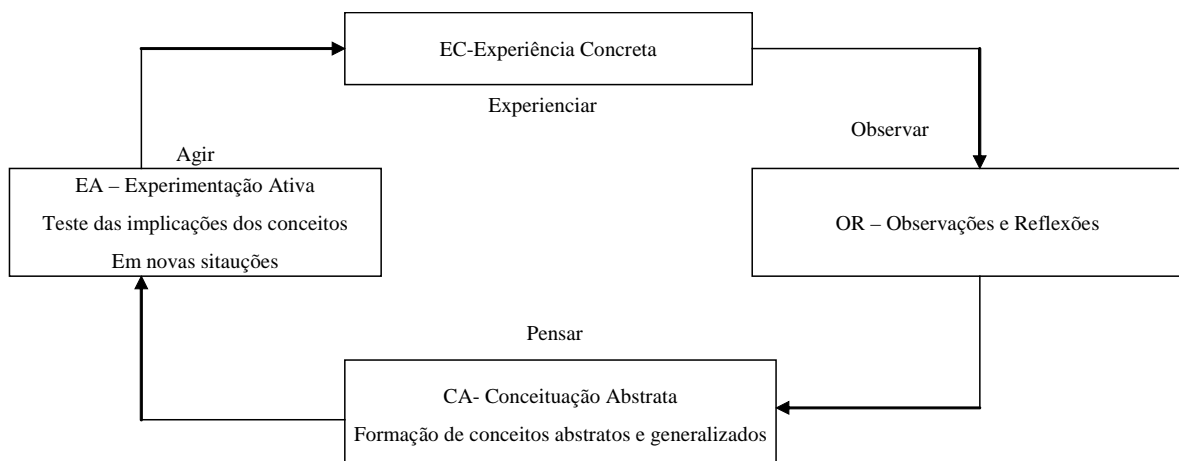 EC-Experiência Concreta
Experienciar
Observar
Agir
EA – Experimentação Ativa
Teste das implicações dos conceitos
Em novas sitauções
OR – Observações e Reflexões
Pensar
CA- Conceituação Abstrata
Formação de conceitos abstratos e generalizados